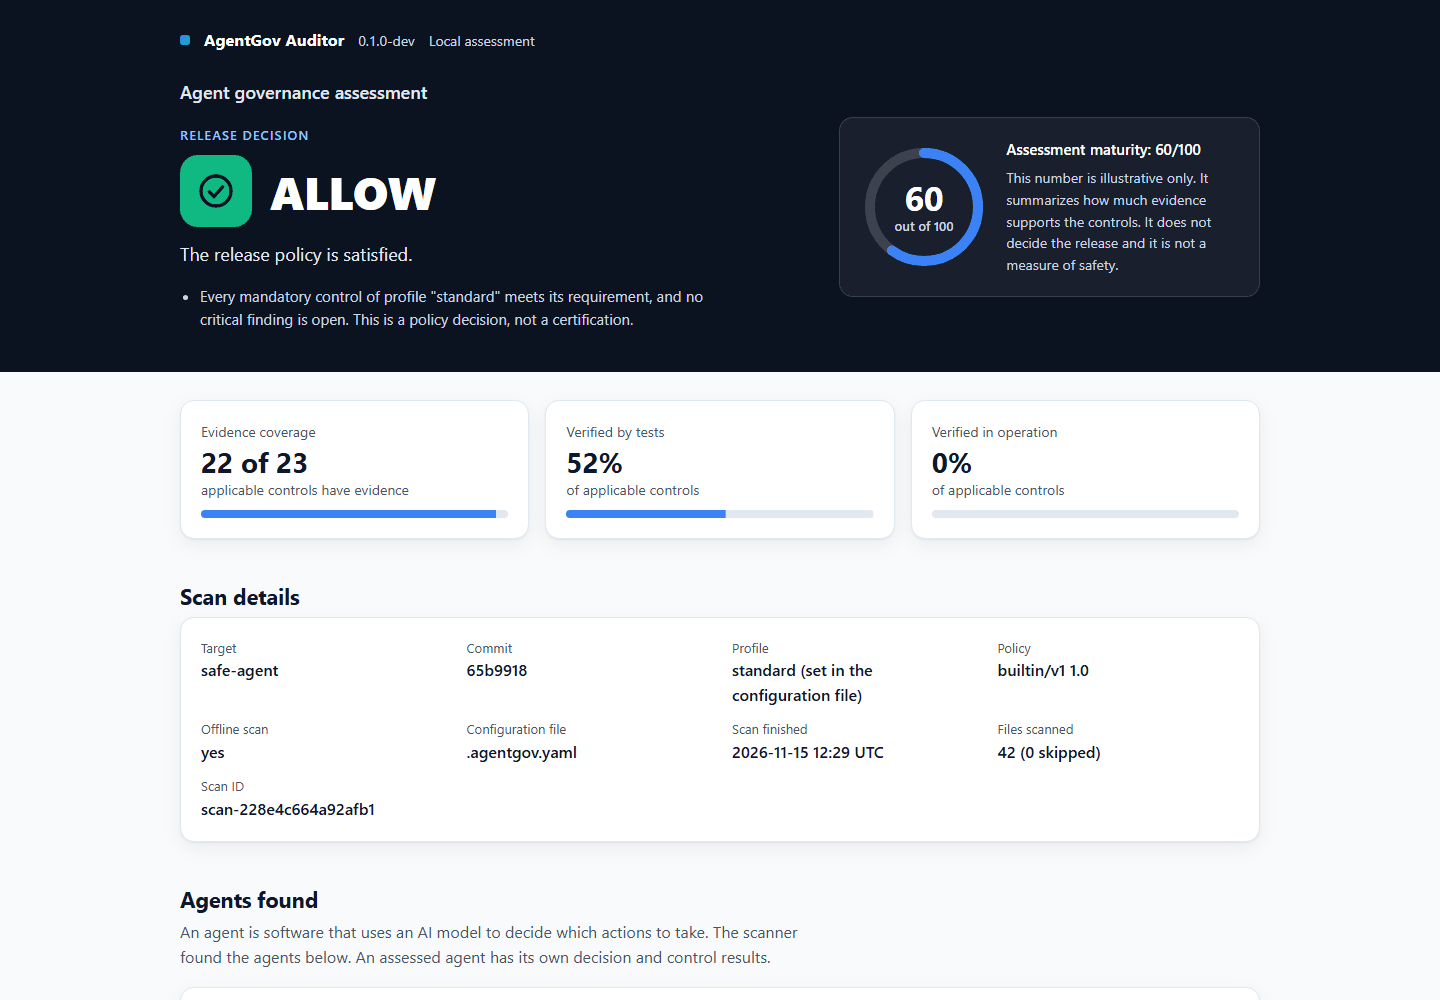 AgentGov Auditor 0.1.0-dev Local assessment
Agent governance assessment
RELEASE DECISION
ALLOW
The release policy is satisfied.
• Every mandatory control of profile "standard" meets its requirement, and no
critical finding is open. This is a policy decision, not a certification.
60
out of 100
Assessment maturity: 60/100
This number is illustrative only. It
summarizes how much evidence
supports the controls. It does not
decide the release and it is not a
measure of safety.
Evidence coverage
22 of 23
applicable controls have evidence
Verified by tests
52%
of applicable controls
Verified in operation
0%
of applicable controls
Scan details
Target
safe-agent
Commit
65b9918
Profile
standard (set in the
configuration file)
Policy
builtin/v1 1.0
Offline scan
yes
Configuration file
.agentgov.yaml
Scan finished
2026-11-15 12:29 UTC
Files scanned
42 (0 skipped)
Scan ID
scan-228e4c664a92afb1
Agents found
An agent is software that uses an AI model to decide which actions to take. The scanner
found the agents below. An assessed agent has its own decision and control results.